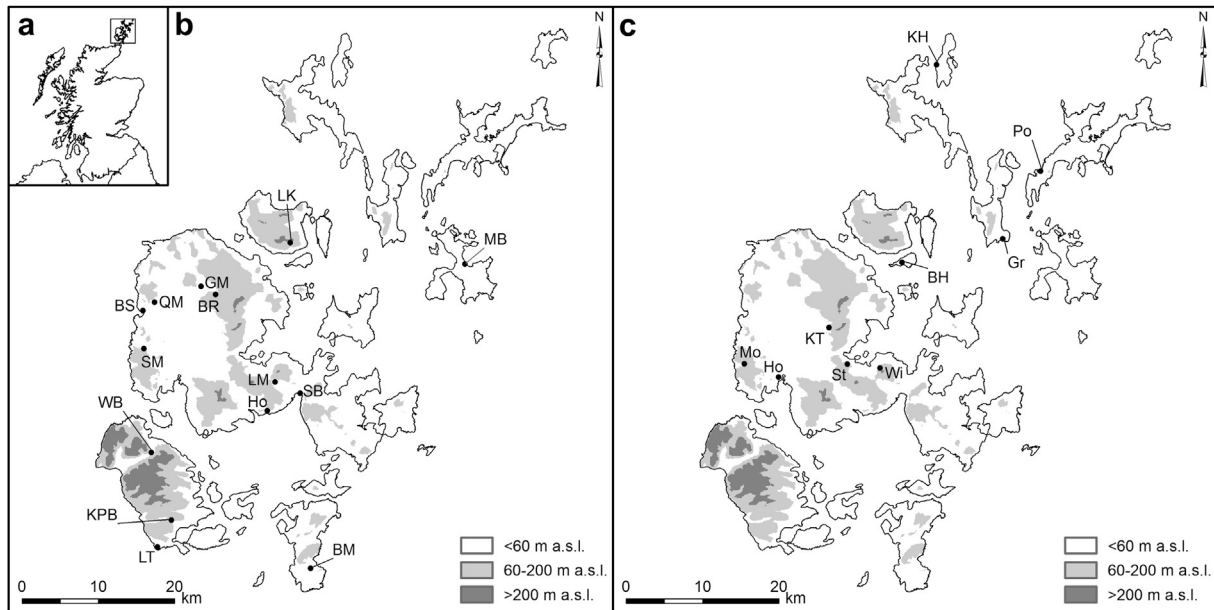 a
b
N
LK
MB
GM
QM
BR
BS
SM
LM
SB
Ho
WB
KPB
LT
BM
<60 m a.s.l.
60-200 m a.s.l.
>200 m a.s.l.
0 10 20
km
c
N
KH
Po
Gr
BH
KT
Mo
Ho
St
Wi
<60 m a.s.l.
60-200 m a.s.l.
>200 m a.s.l.
0 10 20
km